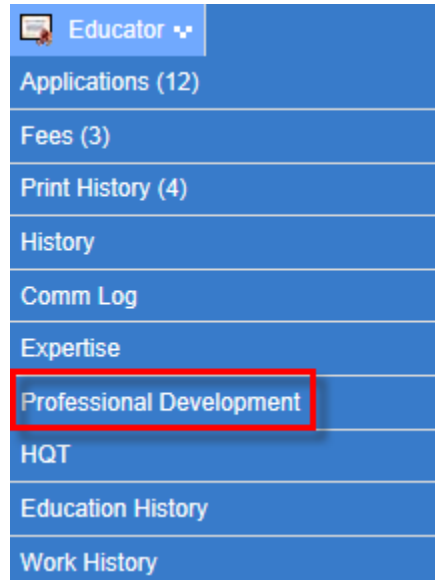 Educator
Applications (12)
Fees (3)
Print History (4)
History
Comm Log
Expertise
Professional Development
HQT
Education History
Work History